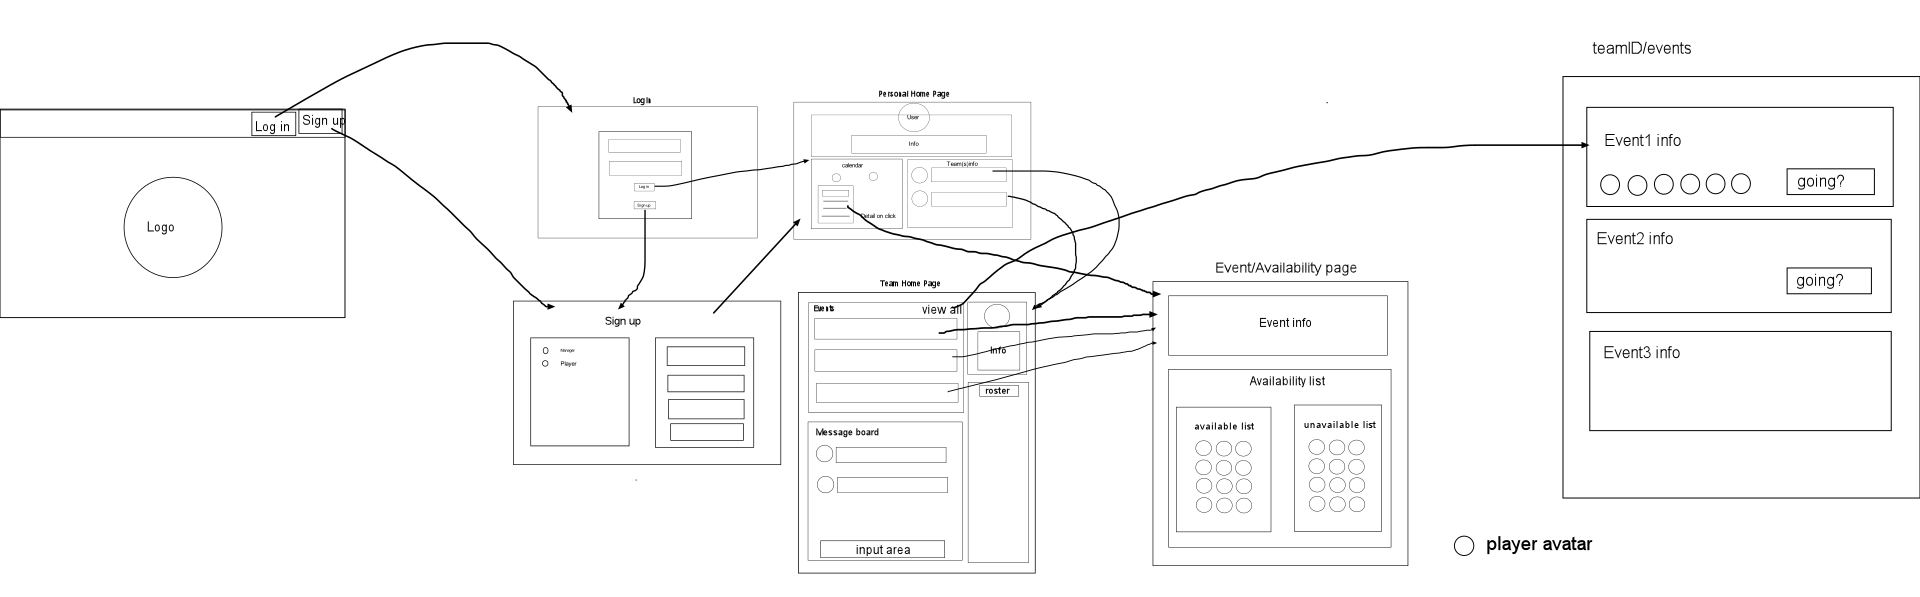 Log in
Sign up
Logo
Log In
Log in
Sign up
Personal Home Page
User
Info
calendar
Detail on click
Team(s)info
Sign up
Manager
Player
Team Home Page
Events
view all
Info
roster
Message board
input area
Event/Availability page
Event info
Availability list
available list
unavailable list
teamID/events
Event1 info
going?
Event2 info
going?
Event3 info
player avatar